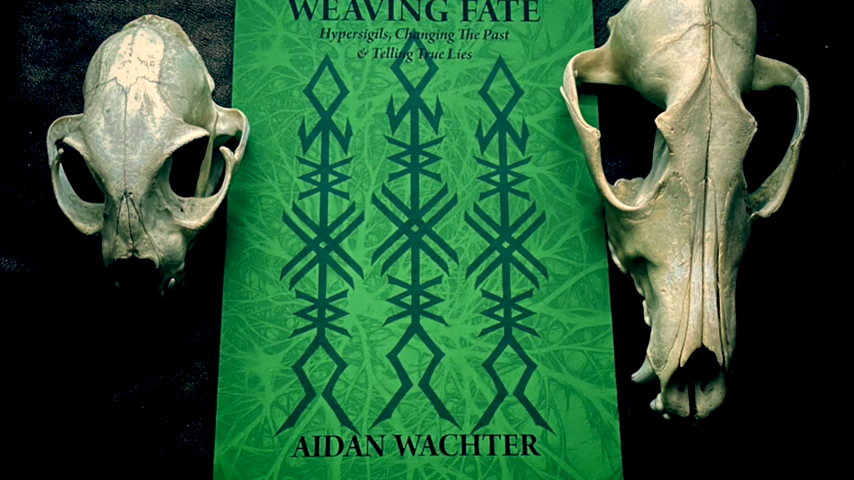 WEAVING FATE
Hypersigils, Changing The Past
& Telling True Lies
AIDAN WACHTER